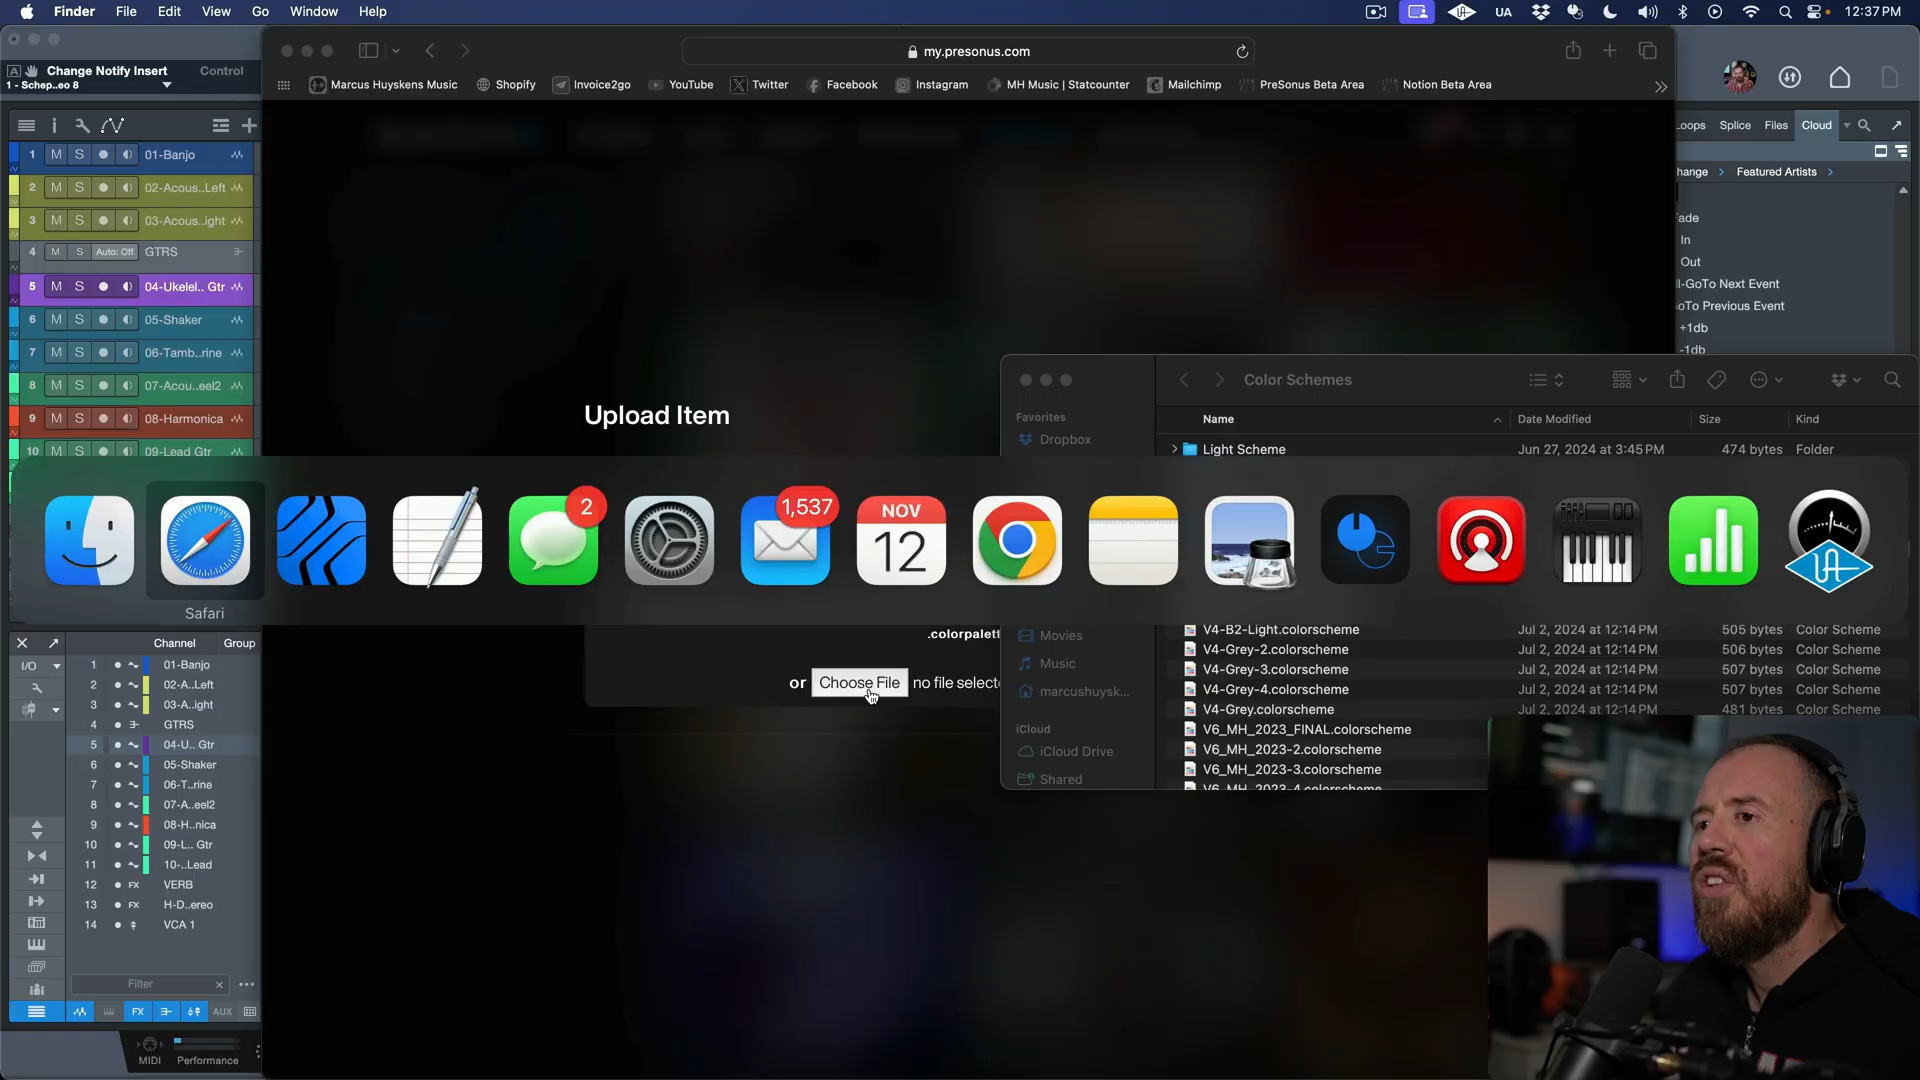 Finder File Edit View Go Window Help
UA 12:37 PM
Change Notify Insert Control
1 - Schep..eo 8
my.presonus.com
Marcus Huyskens Music Shopify Invoice2go YouTube Twitter Facebook Instagram MH Music | Statcounter Mailchimp PreSonus Beta Area Notion Beta Area
oops Splice Files Cloud
hange Featured Artists
1 M S 01-Banjo
2 M S 02-Acous..Left
3 M S 03-Acous..ight
4 M S Auto: Off GTRS
5 M S 04-Ukelel.. Gtr
6 M S 05-Shaker
7 M S 06-Tamb..rine
8 M S 07-Acou..eel2
9 M S 08-Harmonica
10 M S 09-Lead Gtr
ade
In
Out
ll-GoTo Next Event
oTo Previous Event
+1db
-1db
Upload Item
Color Schemes
Favorites
Dropbox
Name Date Modified Size Kind
Light Scheme Jun 27, 2024 at 3:45 PM 474 bytes Folder
2
1,537
NOV
12
Safari
.colorpalett
or Choose File no file selecte
Movies
Music
marcushuysk...
iCloud
iCloud Drive
Shared
V4-B2-Light.colorscheme Jul 2, 2024 at 12:14 PM 505 bytes Color Scheme
V4-Grey-2.colorscheme Jul 2, 2024 at 12:14 PM 506 bytes Color Scheme
V4-Grey-3.colorscheme Jul 2, 2024 at 12:14 PM 507 bytes Color Scheme
V4-Grey-4.colorscheme Jul 2, 2024 at 12:14 PM 507 bytes Color Scheme
V4-Grey.colorscheme Jul 2, 2024 at 12:14 PM 481 bytes Color Scheme
V6_MH_2023_FINAL.colorscheme
V6_MH_2023-2.colorscheme
V6_MH_2023-3.colorscheme
V6_MH_2023-4.colorscheme
Channel Group
I/O
1 01-Banjo
2 02-A..Left
3 03-A..ight
4 GTRS
5 04-U.. Gtr
6 05-Shaker
7 06-T..rine
8 07-A..eel2
9 08-H..nica
10 09-L.. Gtr
11 10-..Lead
12 FX VERB
13 FX H-D..ereo
14 VCA 1
Filter
FX AUX
MIDI Performance